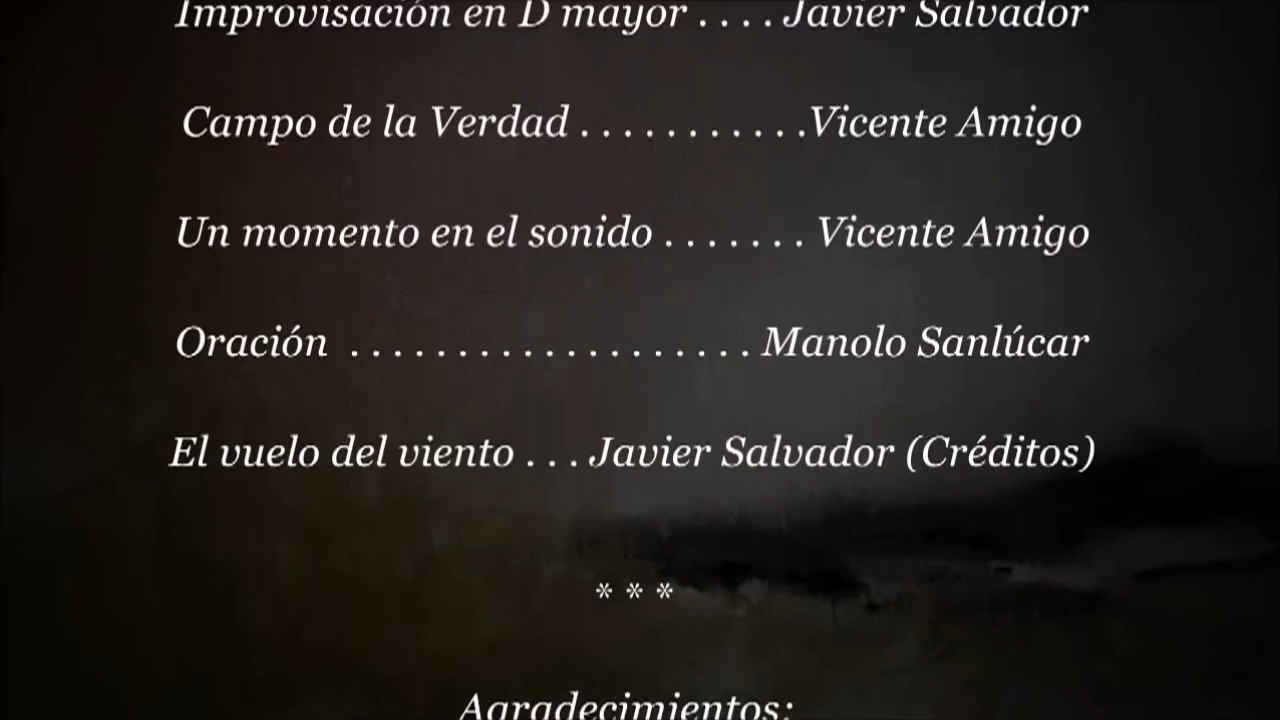 Improvisación en D mayor . . . . Javier Salvador
Campo de la Verdad . . . . . . . . . . .Vicente Amigo
Un momento en el sonido . . . . . . . Vicente Amigo
Oración . . . . . . . . . . . . . . . . . . . Manolo Sanlúcar
El vuelo del viento . . . Javier Salvador (Créditos)
* * *
Agradecimientos: